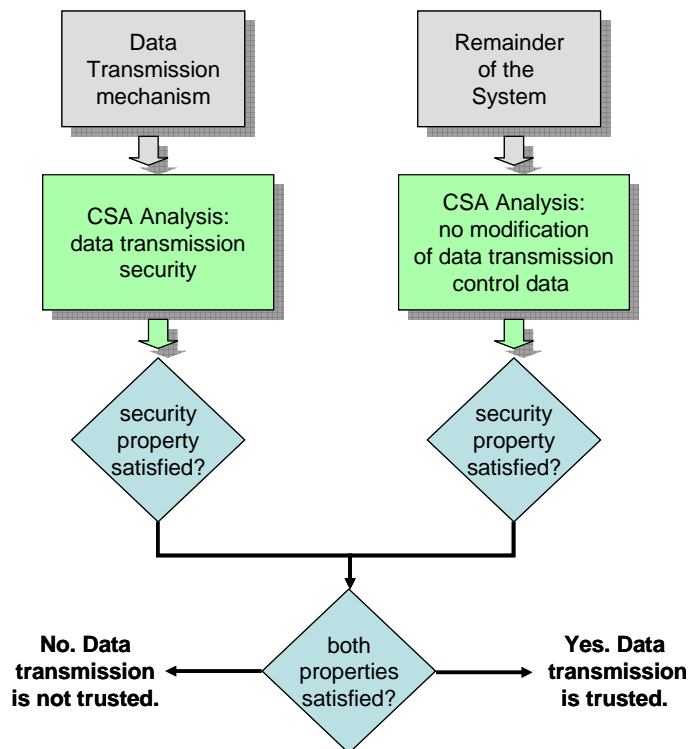 Data
Transmission
mechanism
Remainder
of the
System
CSA Analysis:
data transmission
security
CSA Analysis:
no modification
of data transmission
control data
security
property
satisfied?
security
property
satisfied?
No. Data
transmission
is not trusted.
both
properties
satisfied?
Yes. Data
transmission
is trusted.